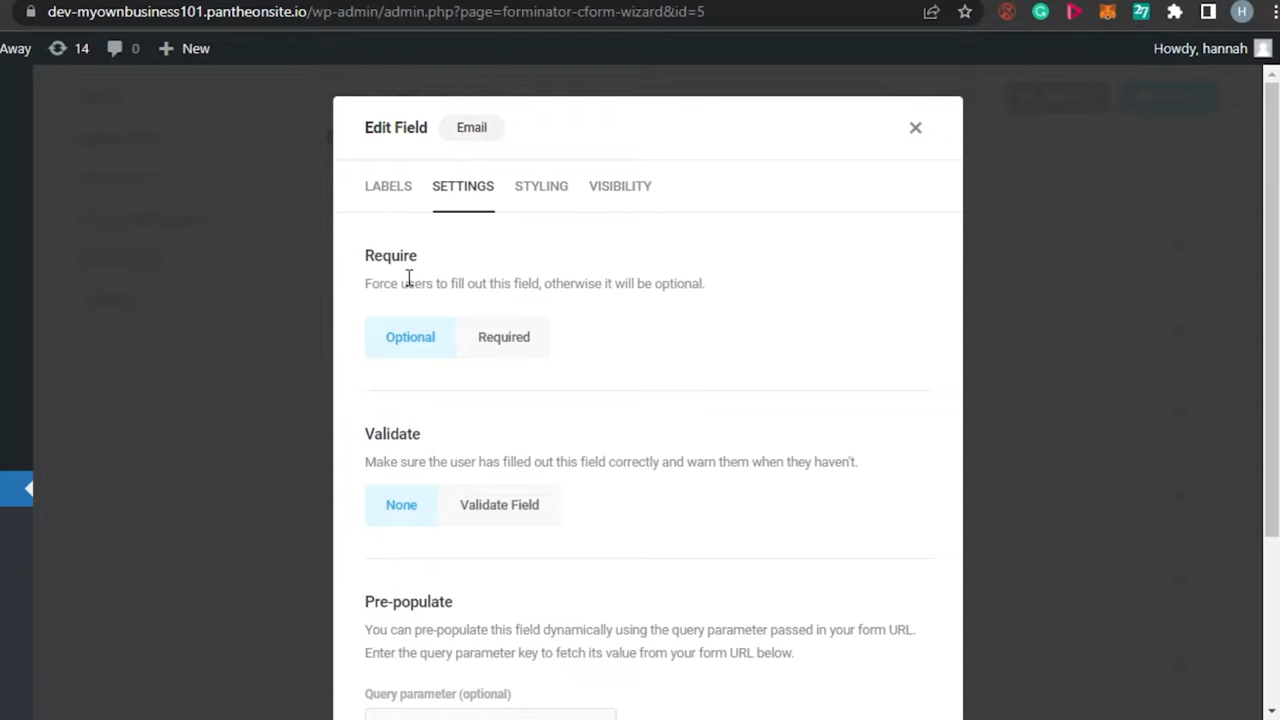 dev-myownbusiness101.pantheonsite.io/wp-admin/admin.php?page=forminator-cform-wizard&id=5
27
H
Away 14 0 + New Howdy, hannah
Edit Field Email
LABELS SETTINGS STYLING VISIBILITY
Require
Force users to fill out this field, otherwise it will be optional.
Optional Required
Validate
Make sure the user has filled out this field correctly and warn them when they haven't.
None Validate Field
Pre-populate
You can pre-populate this field dynamically using the query parameter passed in your form URL.
Enter the query parameter key to fetch its value from your form URL below.
Query parameter (optional)